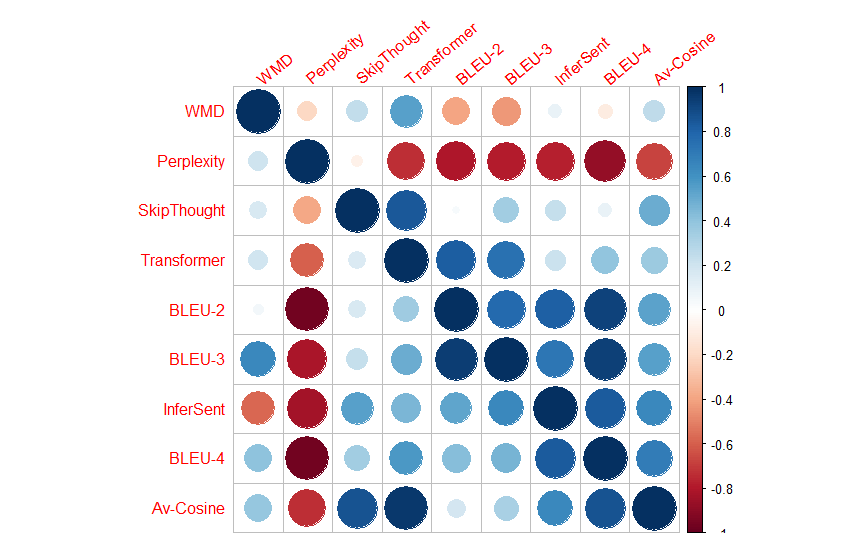 WMD
Perplexity
SkipThought
Transformer
BLEU-2
BLEU-3
InferSent
BLEU-4
Av-Cosine
1
WMD
0.8
Perplexity
0.6
SkipThought
0.4
Transformer
0.2
BLEU-2
0
BLEU-3
-0.2
InferSent
-0.4
BLEU-4
-0.6
-0.8
Av-Cosine
-1